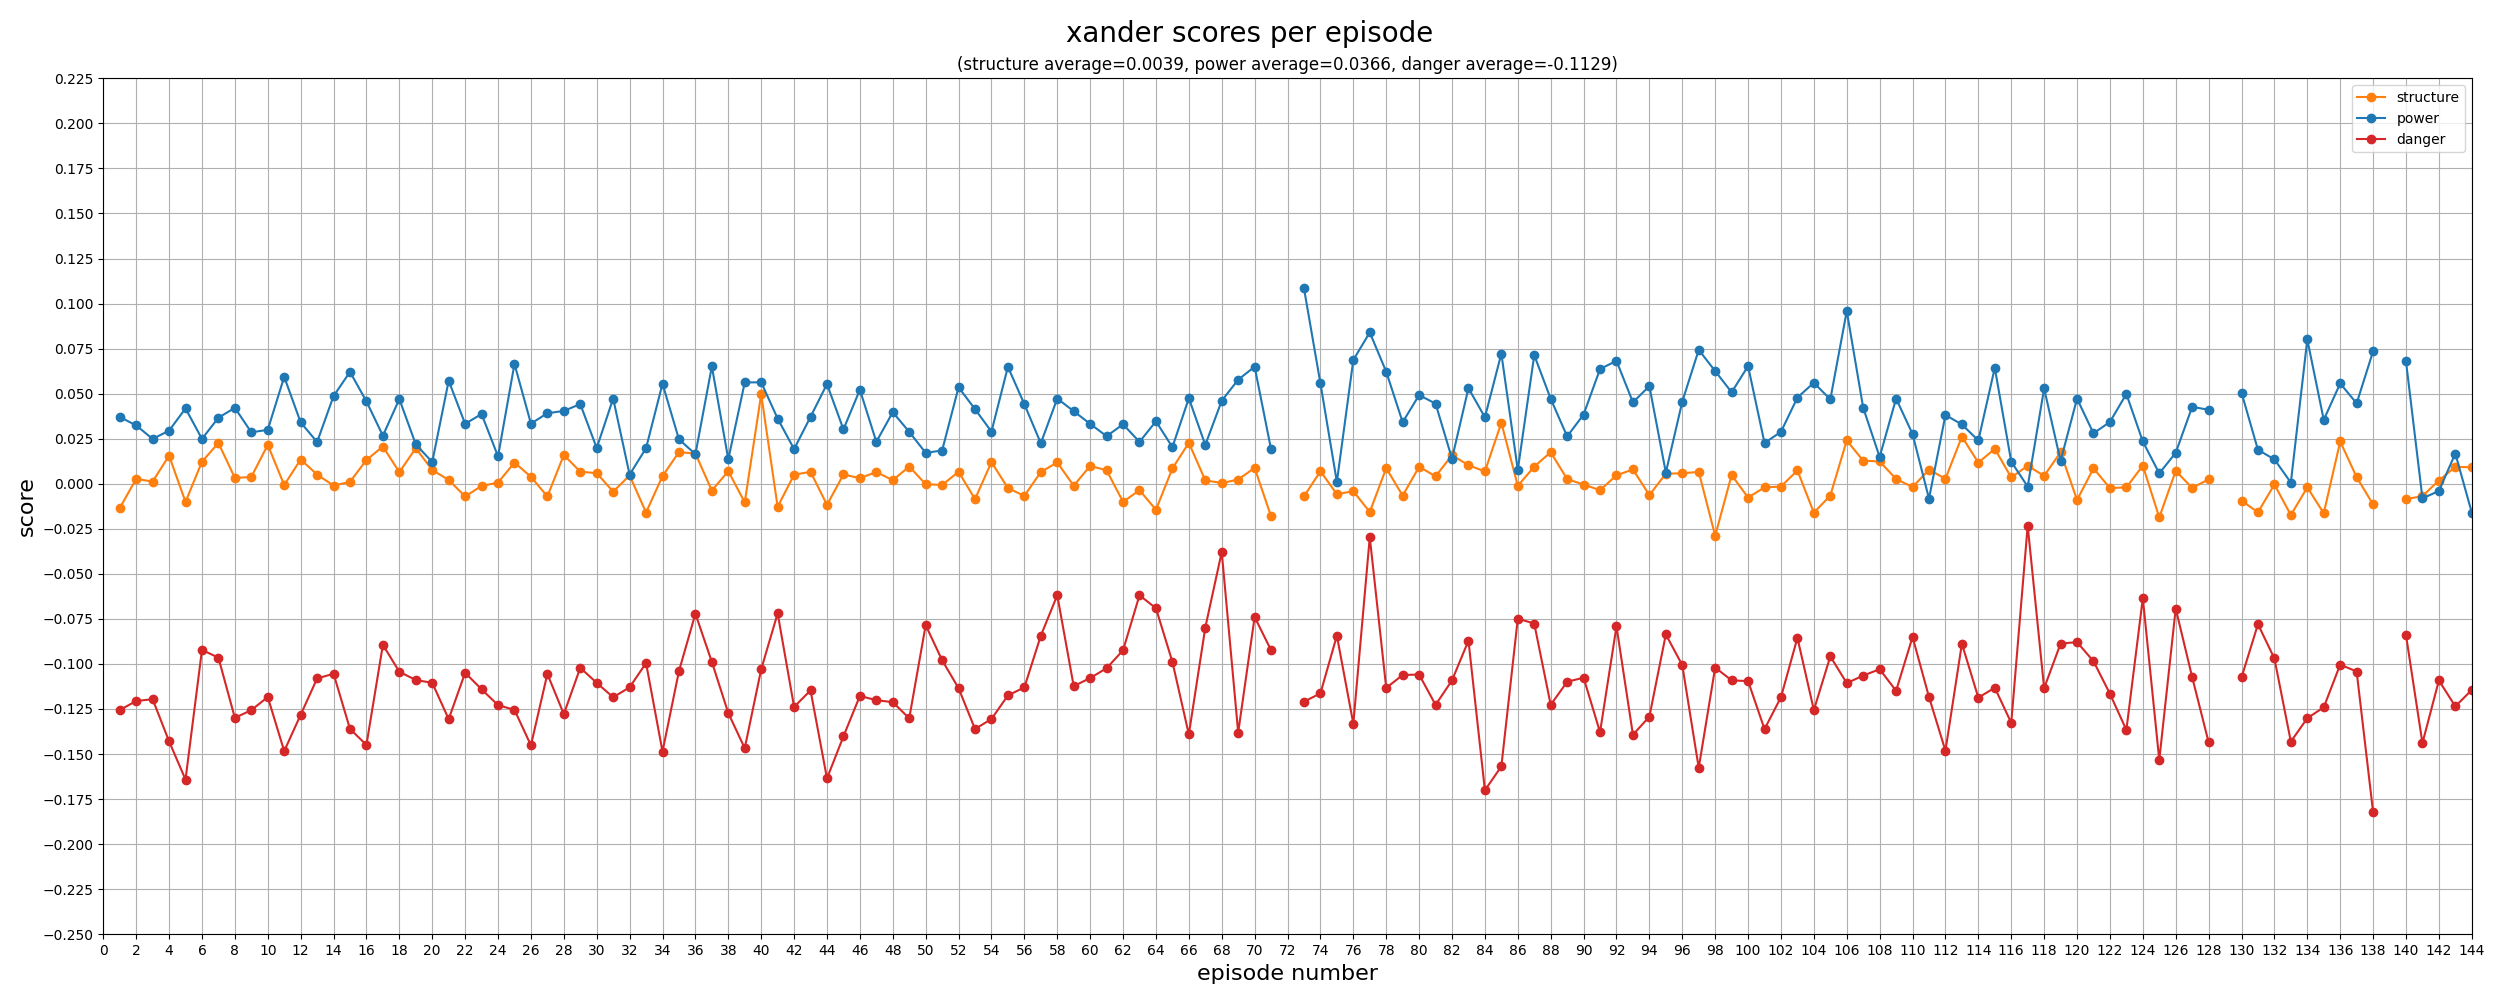 xander scores per episode
(structure average=0.0039, power average=0.0366, danger average=-0.1129)
structure
power
danger
0.225
0.200
0.175
0.150
0.125
0.100
0.075
0.050
0.025
0.000
−0.025
−0.050
−0.075
−0.100
−0.125
−0.150
−0.175
−0.200
−0.225
−0.250
score
0 2 4 6 8 10 12 14 16 18 20 22 24 26 28 30 32 34 36 38 40 42 44 46 48 50 52 54 56 58 60 62 64 66 68 70 72 74 76 78 80 82 84 86 88 90 92 94 96 98 100 102 104 106 108 110 112 114 116 118 120 122 124 126 128 130 132 134 136 138 140 142 144
episode number